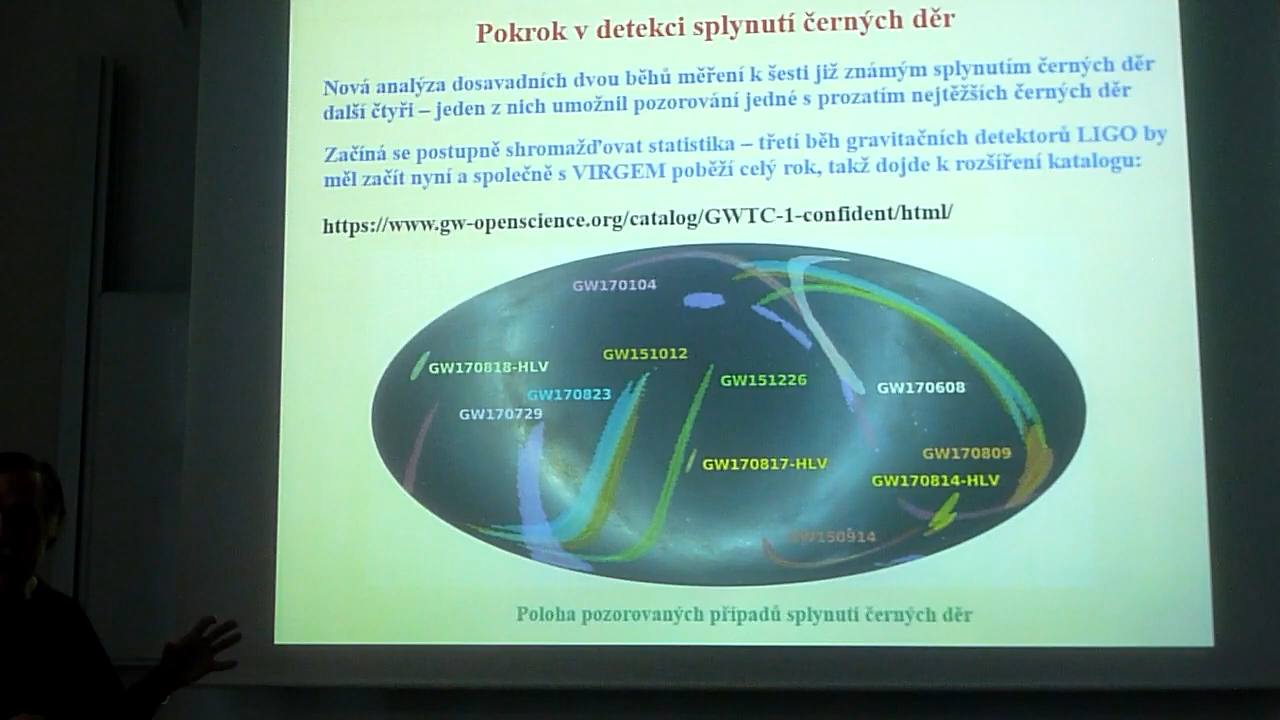 Pokrok v detekci splynutí černých děr
Nová analýza dosavadních dvou běhů měření k šesti již známým splynutím černých děr
další čtyři – jeden z nich umožnil pozorování jedné s prozatím nejtěžších černých děr
Začíná se postupně shromažďovat statistika – třetí běh gravitačních detektorů LIGO by
měl začít nyní a společně s VIRGEM poběží celý rok, takž dojde k rozšíření katalogu:
https://www.gw-openscience.org/catalog/GWTC-1-confident/html/
GW170104
GW151012
GW170818-HLV
GW151226
GW170608
GW170823
GW170729
GW170809
GW170817-HLV
GW170814-HLV
GW150914
Poloha pozorovaných případů splynutí černých děr